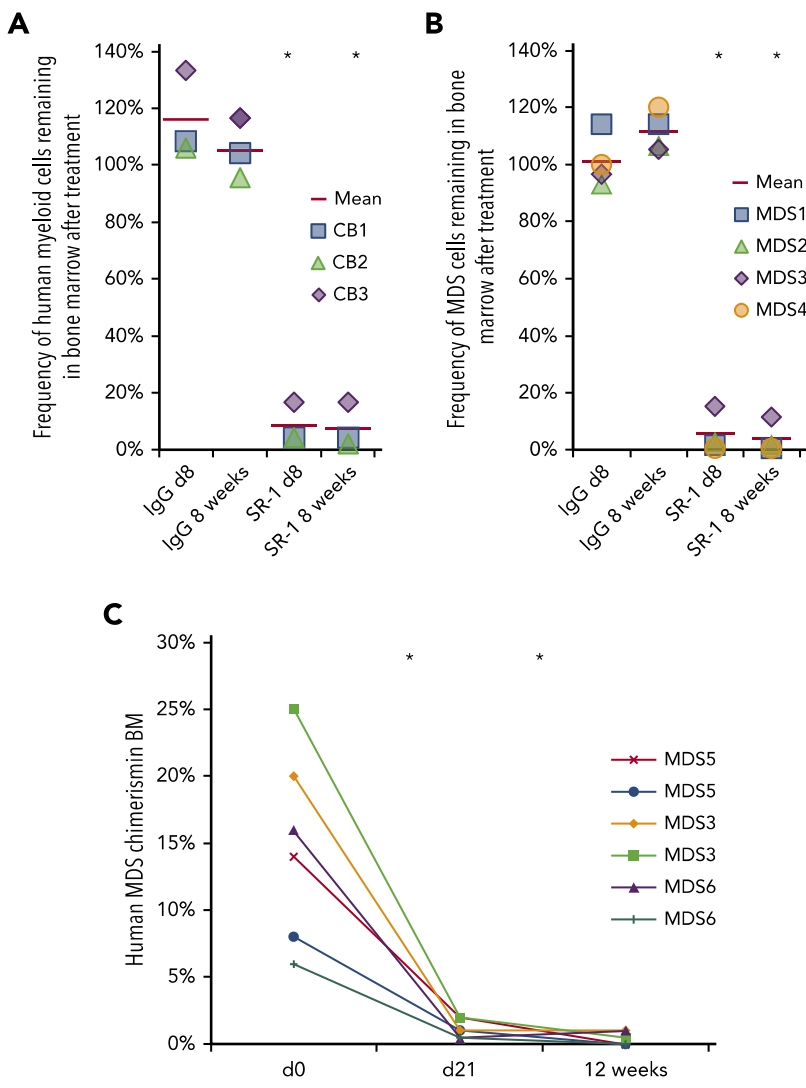 A
Frequency of human myeloid cells remaining
in bone marrow after treatment
140%
120%
100%
80%
60%
40%
20%
0%
* *
Mean
CB1
CB2
CB3
IgG d8
IgG 8 weeks
SR-1 d8
SR-1 8 weeks
B
Frequency of MDS cells remaining in bone
marrow after treatment
140%
120%
100%
80%
60%
40%
20%
0%
* *
Mean
MDS1
MDS2
MDS3
MDS4
IgG d8
IgG 8 weeks
SR-1 d8
SR-1 8 weeks
C
Human MDS chimerismin BM
30%
25%
20%
15%
10%
5%
0%
* *
MDS5
MDS5
MDS3
MDS3
MDS6
MDS6
d0
d21
12 weeks